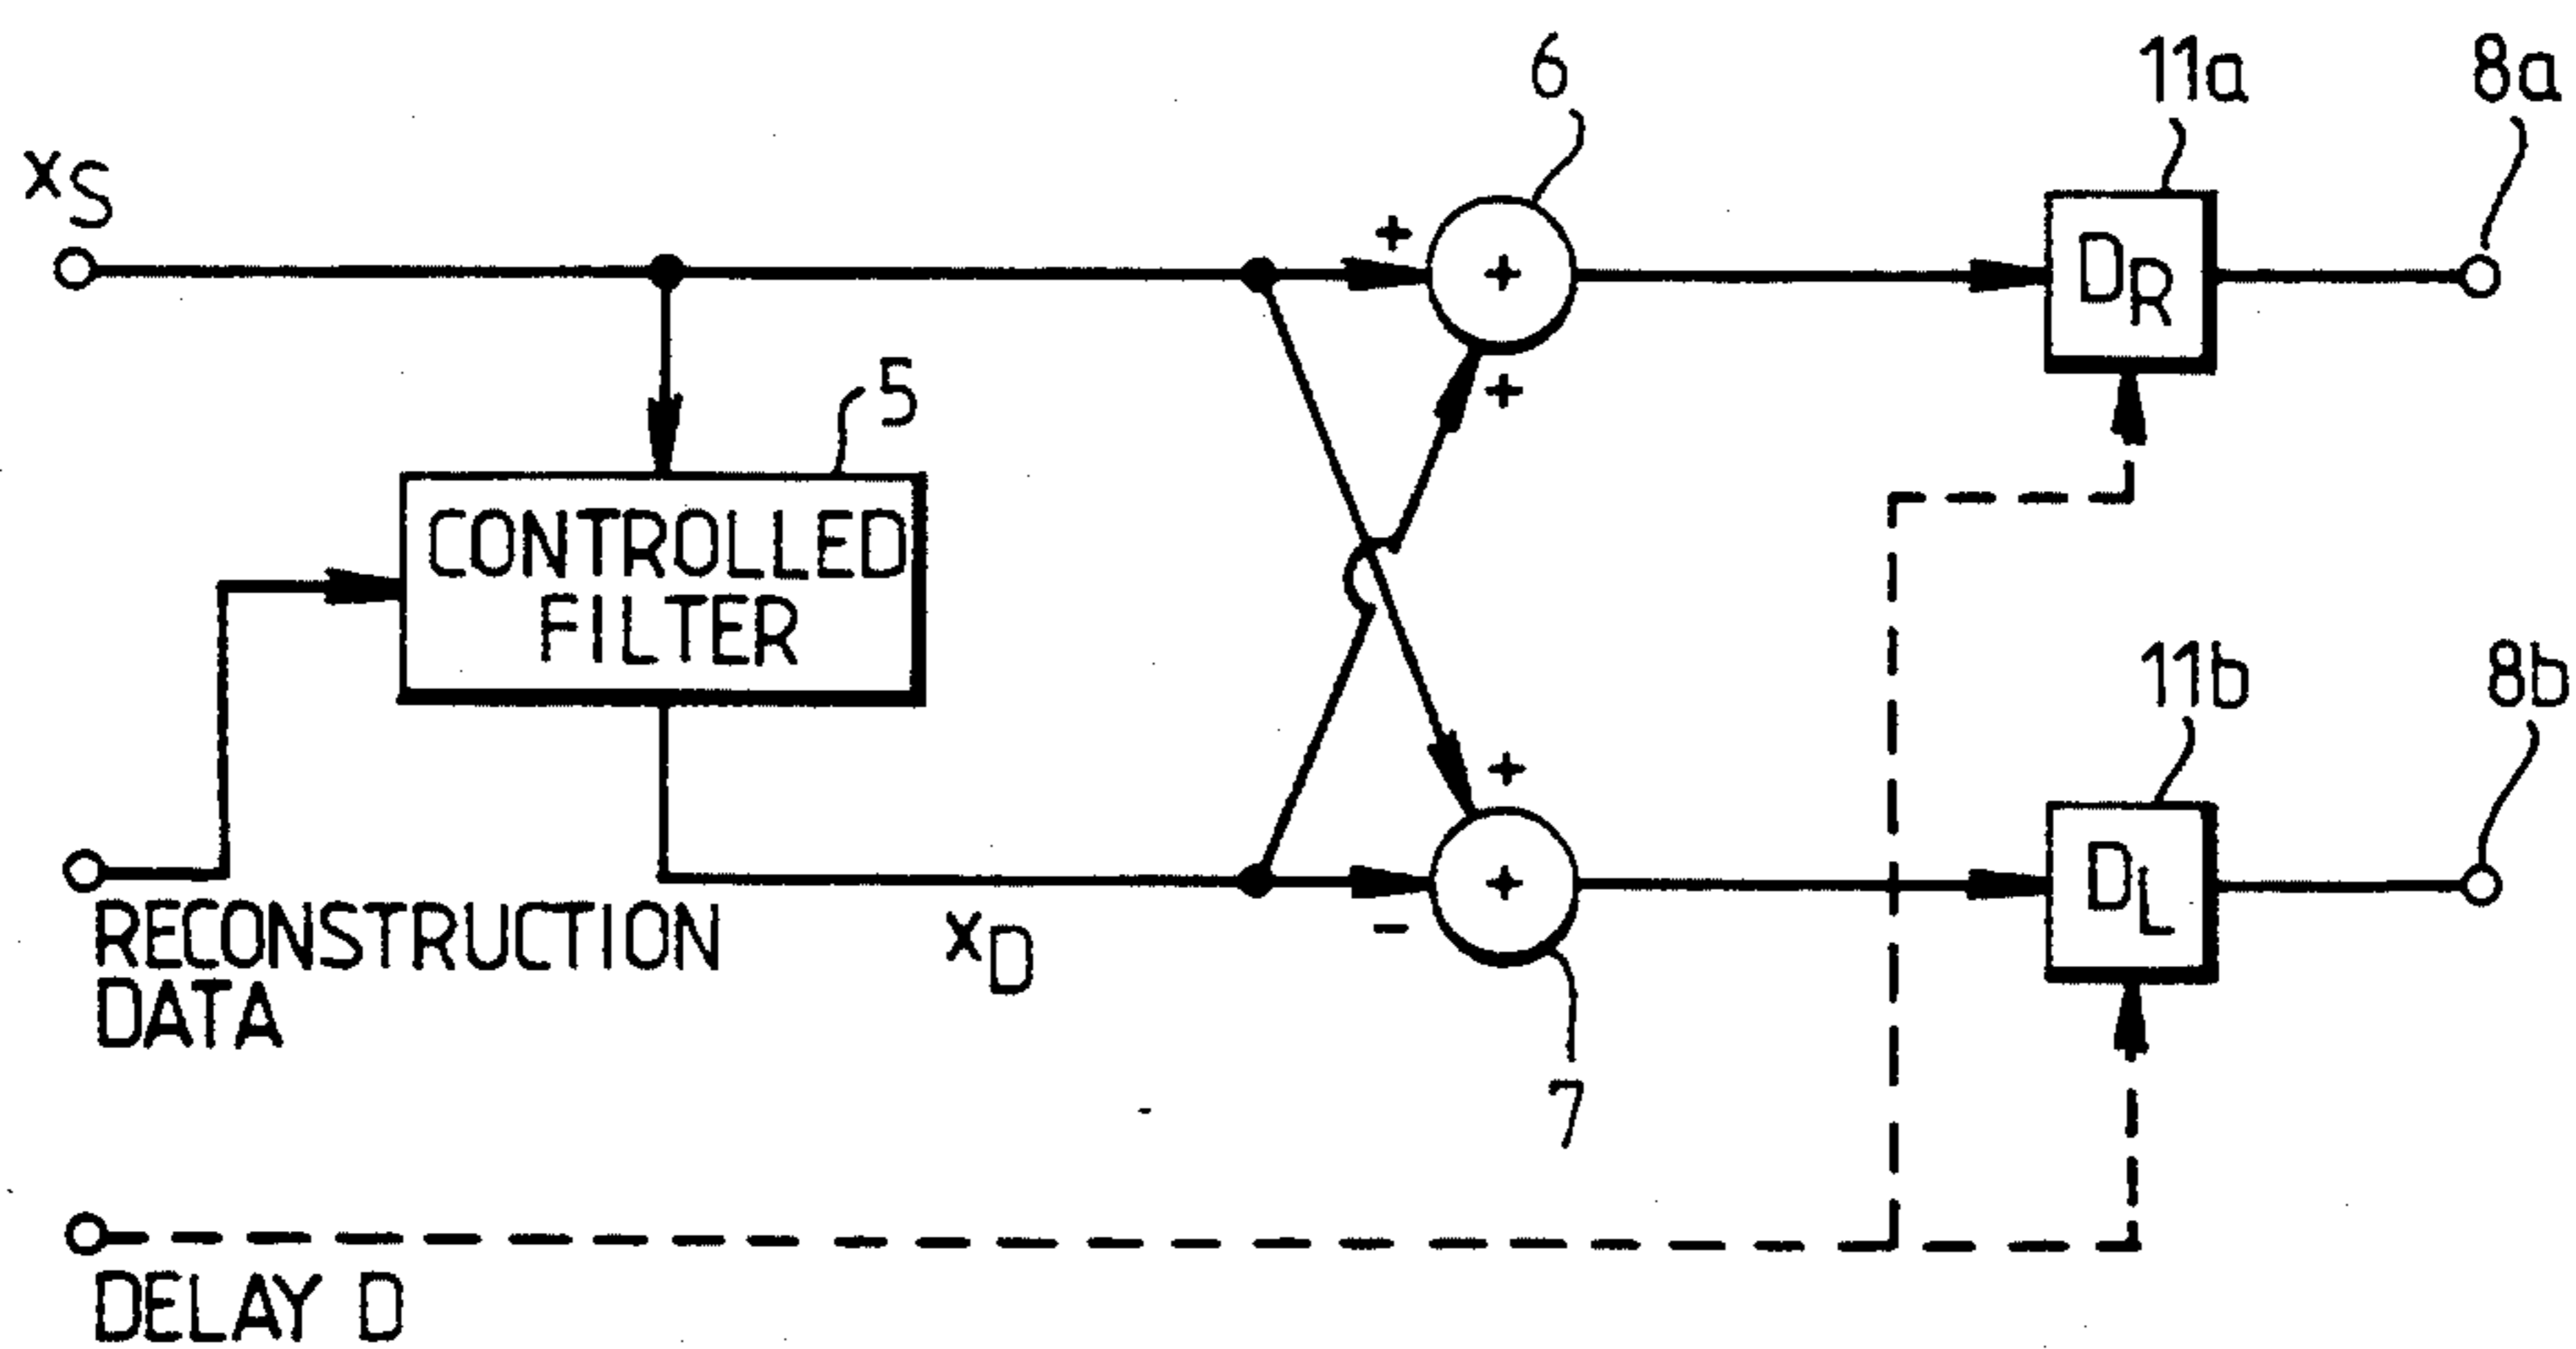 6
11a
8a
xS
+
+
DR
+
5
CONTROLLED
FILTER
11b
8b
+
+
DL
-
RECONSTRUCTION
DATA
xD
7
DELAY D